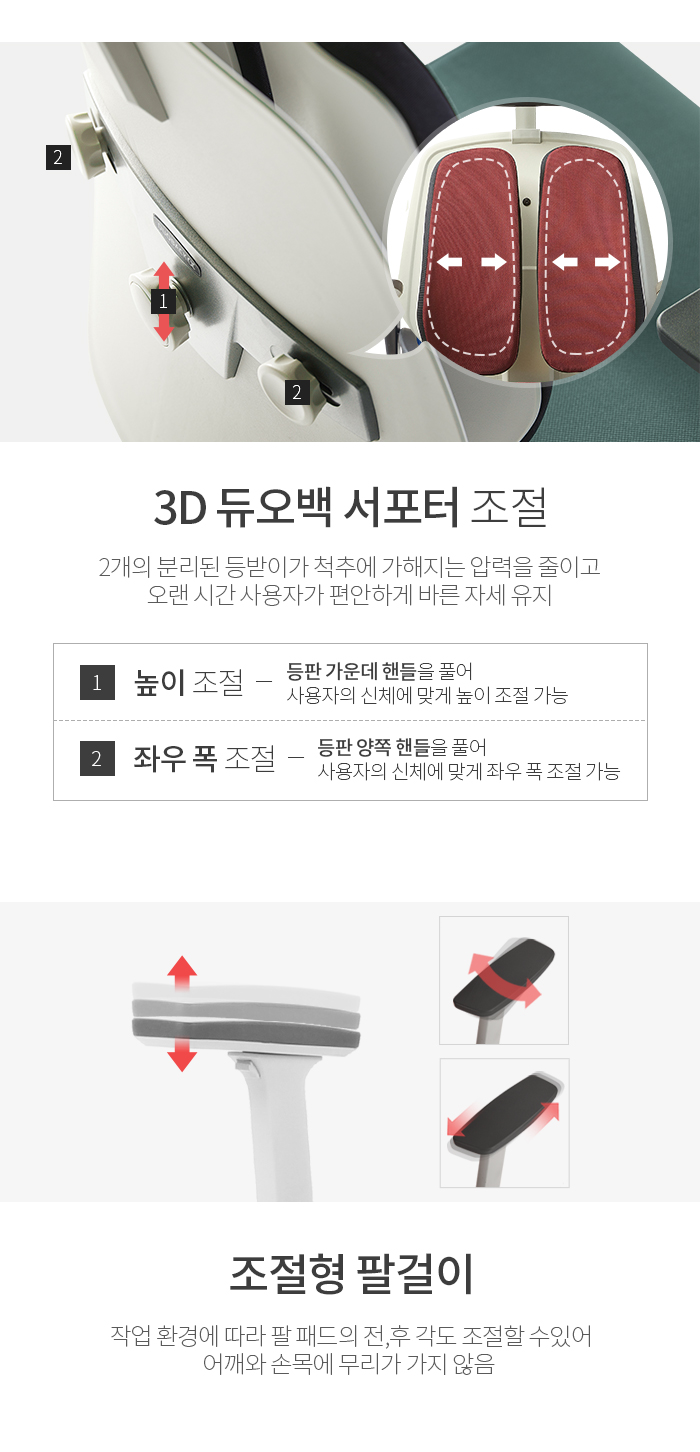 2
1
2
3D 듀오백 서포터 조절
2개의 분리된 등받이가 척추에 가해지는 압력을 줄이고
오랜 시간 사용자가 편안하게 바른 자세 유지
1 높이 조절 – 등판 가운데 핸들을 풀어
사용자의 신체에 맞게 높이 조절 가능
2 좌우 폭 조절 – 등판 양쪽 핸들을 풀어
사용자의 신체에 맞게 좌우 폭 조절 가능
조절형 팔걸이
작업 환경에 따라 팔 패드의 전,후 각도 조절할 수있어
어깨와 손목에 무리가 가지 않음